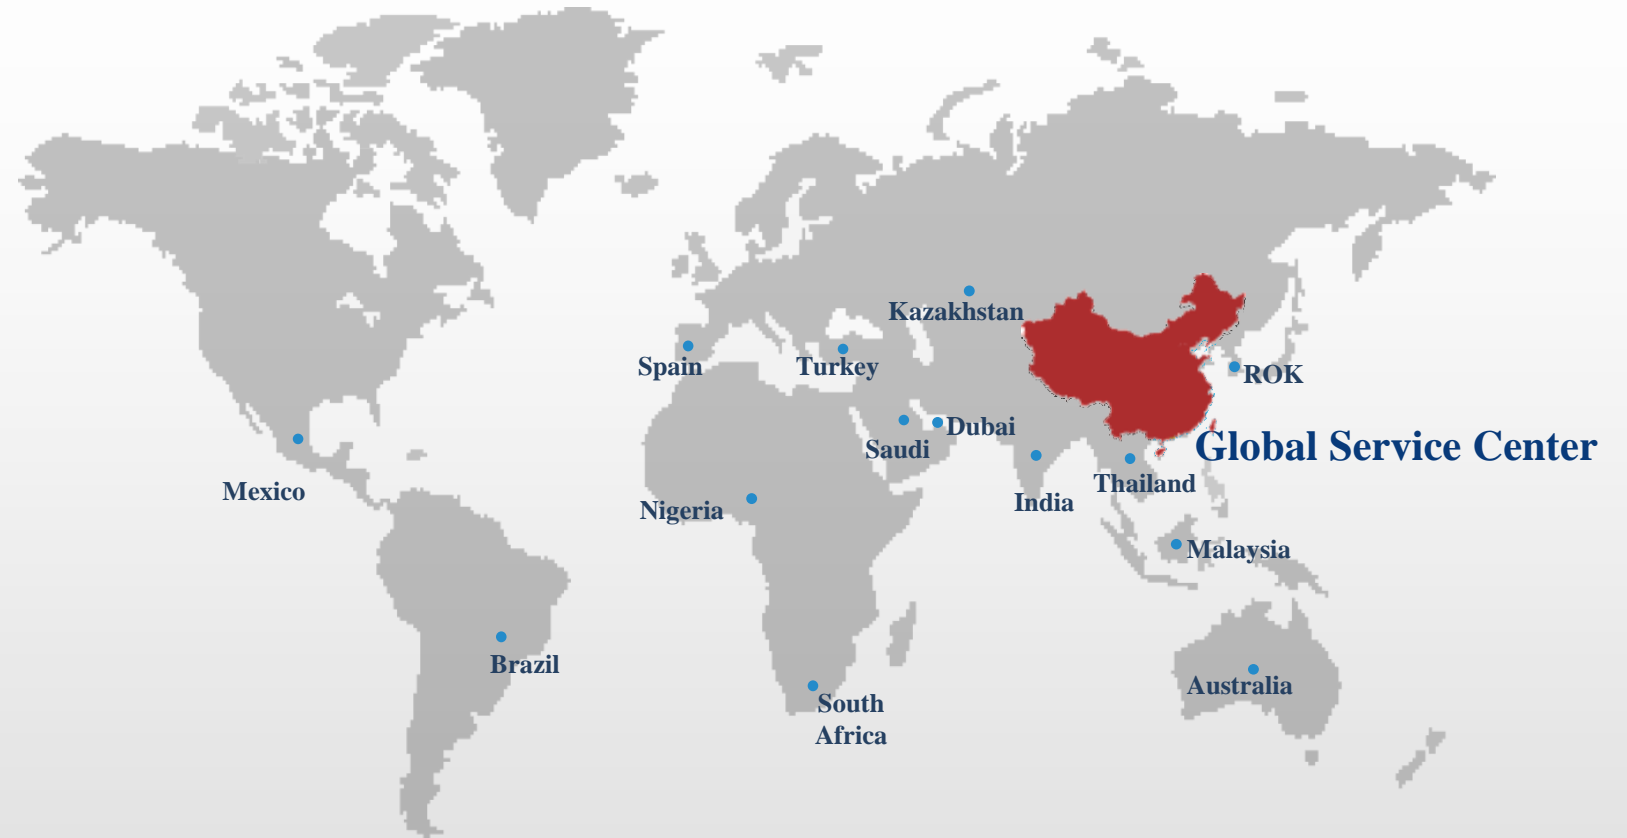 Kazakhstan
Spain
Turkey
ROK
Dubai
Saudi
Global Service Center
Mexico
Nigeria
India
Thailand
Malaysia
Brazil
Australia
South
Africa